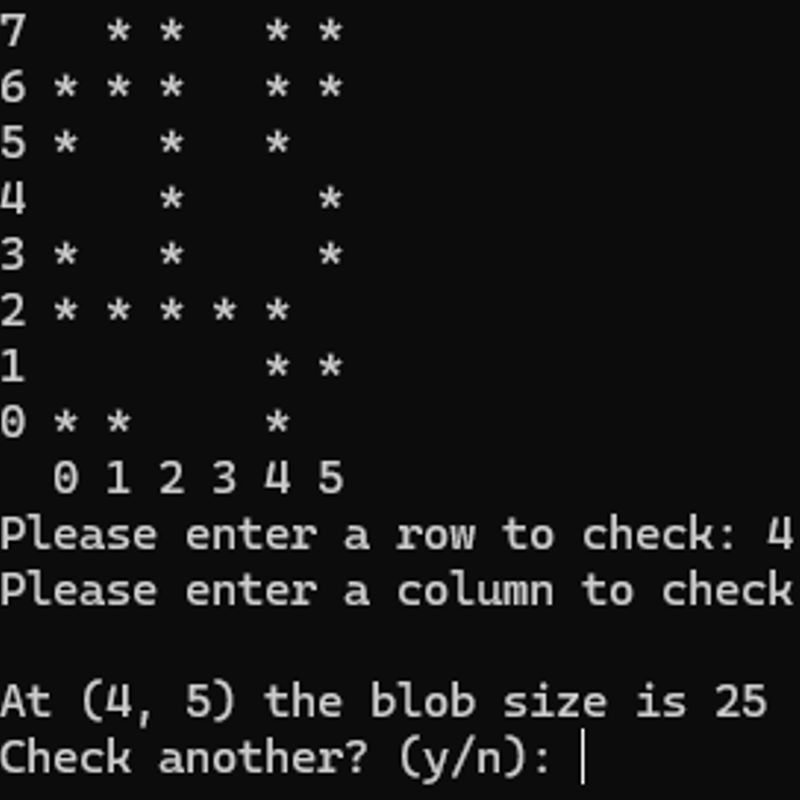 7   * *   * *
6 * * *   * *
5 *   *   *
4     *     *
3 *   *     *
2 * * * * *
1         * *
0 * *     *
  0 1 2 3 4 5
Please enter a row to check: 4
Please enter a column to check

At (4, 5) the blob size is 25
Check another? (y/n):